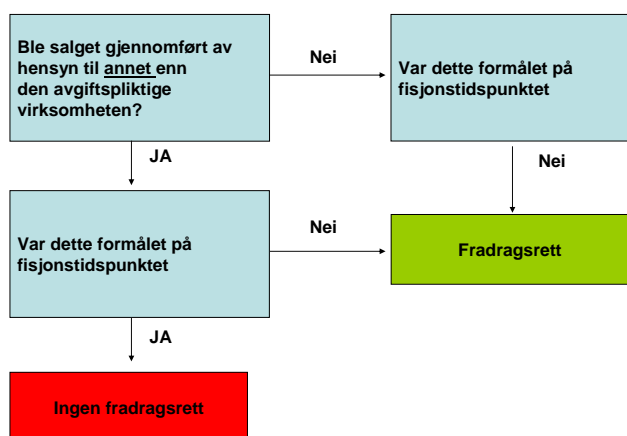 Ble salget gjennomført av
hensyn til annet enn
den avgiftspliktige
virksomheten?
Nei
Var dette formålet på
fisjonstidspunktet
JA
Nei
Var dette formålet på
fisjonstidspunktet
Nei
Fradragsrett
JA
Ingen fradragsrett